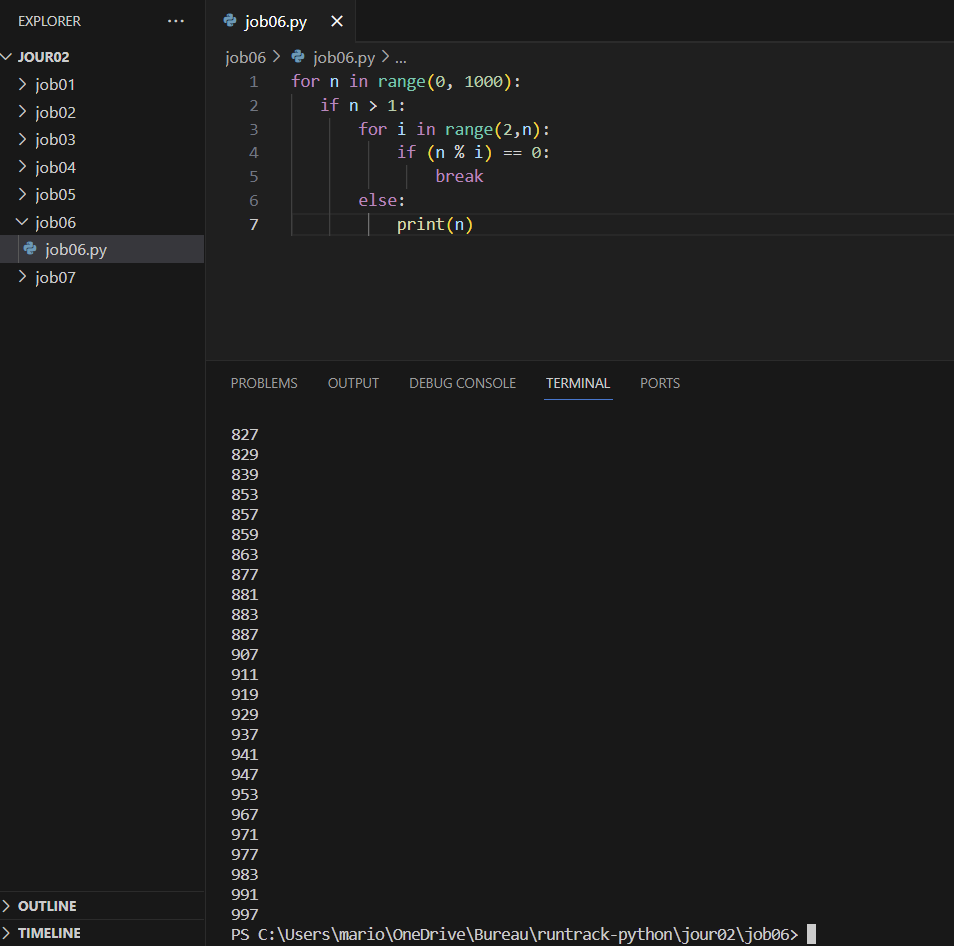 EXPLORER ...
JOUR02
job01
job02
job03
job04
job05
job06
job06.py
job07
OUTLINE
TIMELINE
job06.py
job06 > job06.py > ...
1 for n in range(0, 1000):
2     if n > 1:
3         for i in range(2,n):
4             if (n % i) == 0:
5                 break
6         else:
7             print(n)
PROBLEMS OUTPUT DEBUG CONSOLE TERMINAL PORTS
827
829
839
853
857
859
863
877
881
883
887
907
911
919
929
937
941
947
953
967
971
977
983
991
997
PS C:\Users\mario\OneDrive\Bureau\runtrack-python\jour02\job06>